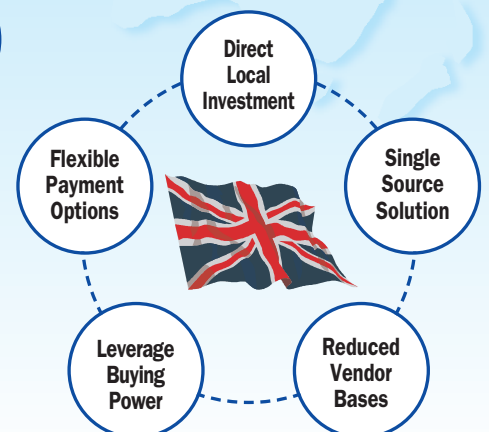 Direct
Local
Investment
Single
Source
Solution
Reduced
Vendor
Bases
Leverage
Buying
Power
Flexible
Payment
Options